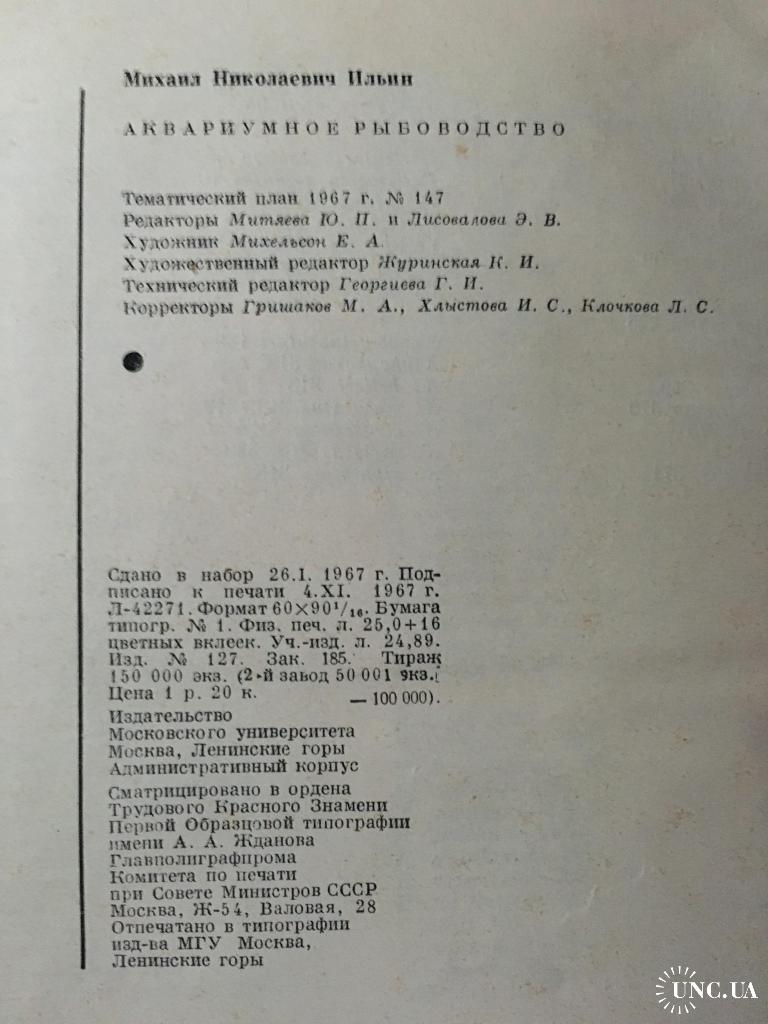 Михаил Николаевич Ильин
АКВАРИУМНОЕ РЫБОВОДСТВО
Тематический план 1967 г. № 147
Редакторы Митяева Ю. П. и Лисовалова Э. В.
Художник Михельсон Е. А.
Художественный редактор Журинская К. И.
Технический редактор Георгиева Г. И.
Корректоры Гришаков М. А., Хлыстова И. С., Клочкова Л. С.
Сдано в набор 26.I. 1967 г. Под-
писано к печати 4.XI. 1967 г.
Л-42271. Формат 60×90¹/₁₆. Бумага
типогр. № 1. Физ. печ. л. 25,0+16
цветных вклеек. Уч.-изд. л. 24,89.
Изд. № 127. Зак. 185. Тираж
150 000 экз. (2-й завод 50 001 экз.
Цена 1 р. 20 к. — 100 000).
Издательство
Московского университета
Москва, Ленинские горы
Административный корпус
Сматрицировано в ордена
Трудового Красного Знамени
Первой Образцовой типографии
имени А. А. Жданова
Главполиграфпрома
Комитета по печати
при Совете Министров СССР
Москва, Ж-54, Валовая, 28
Отпечатано в типографии
изд-ва МГУ Москва,
Ленинские горы
UNC.UA